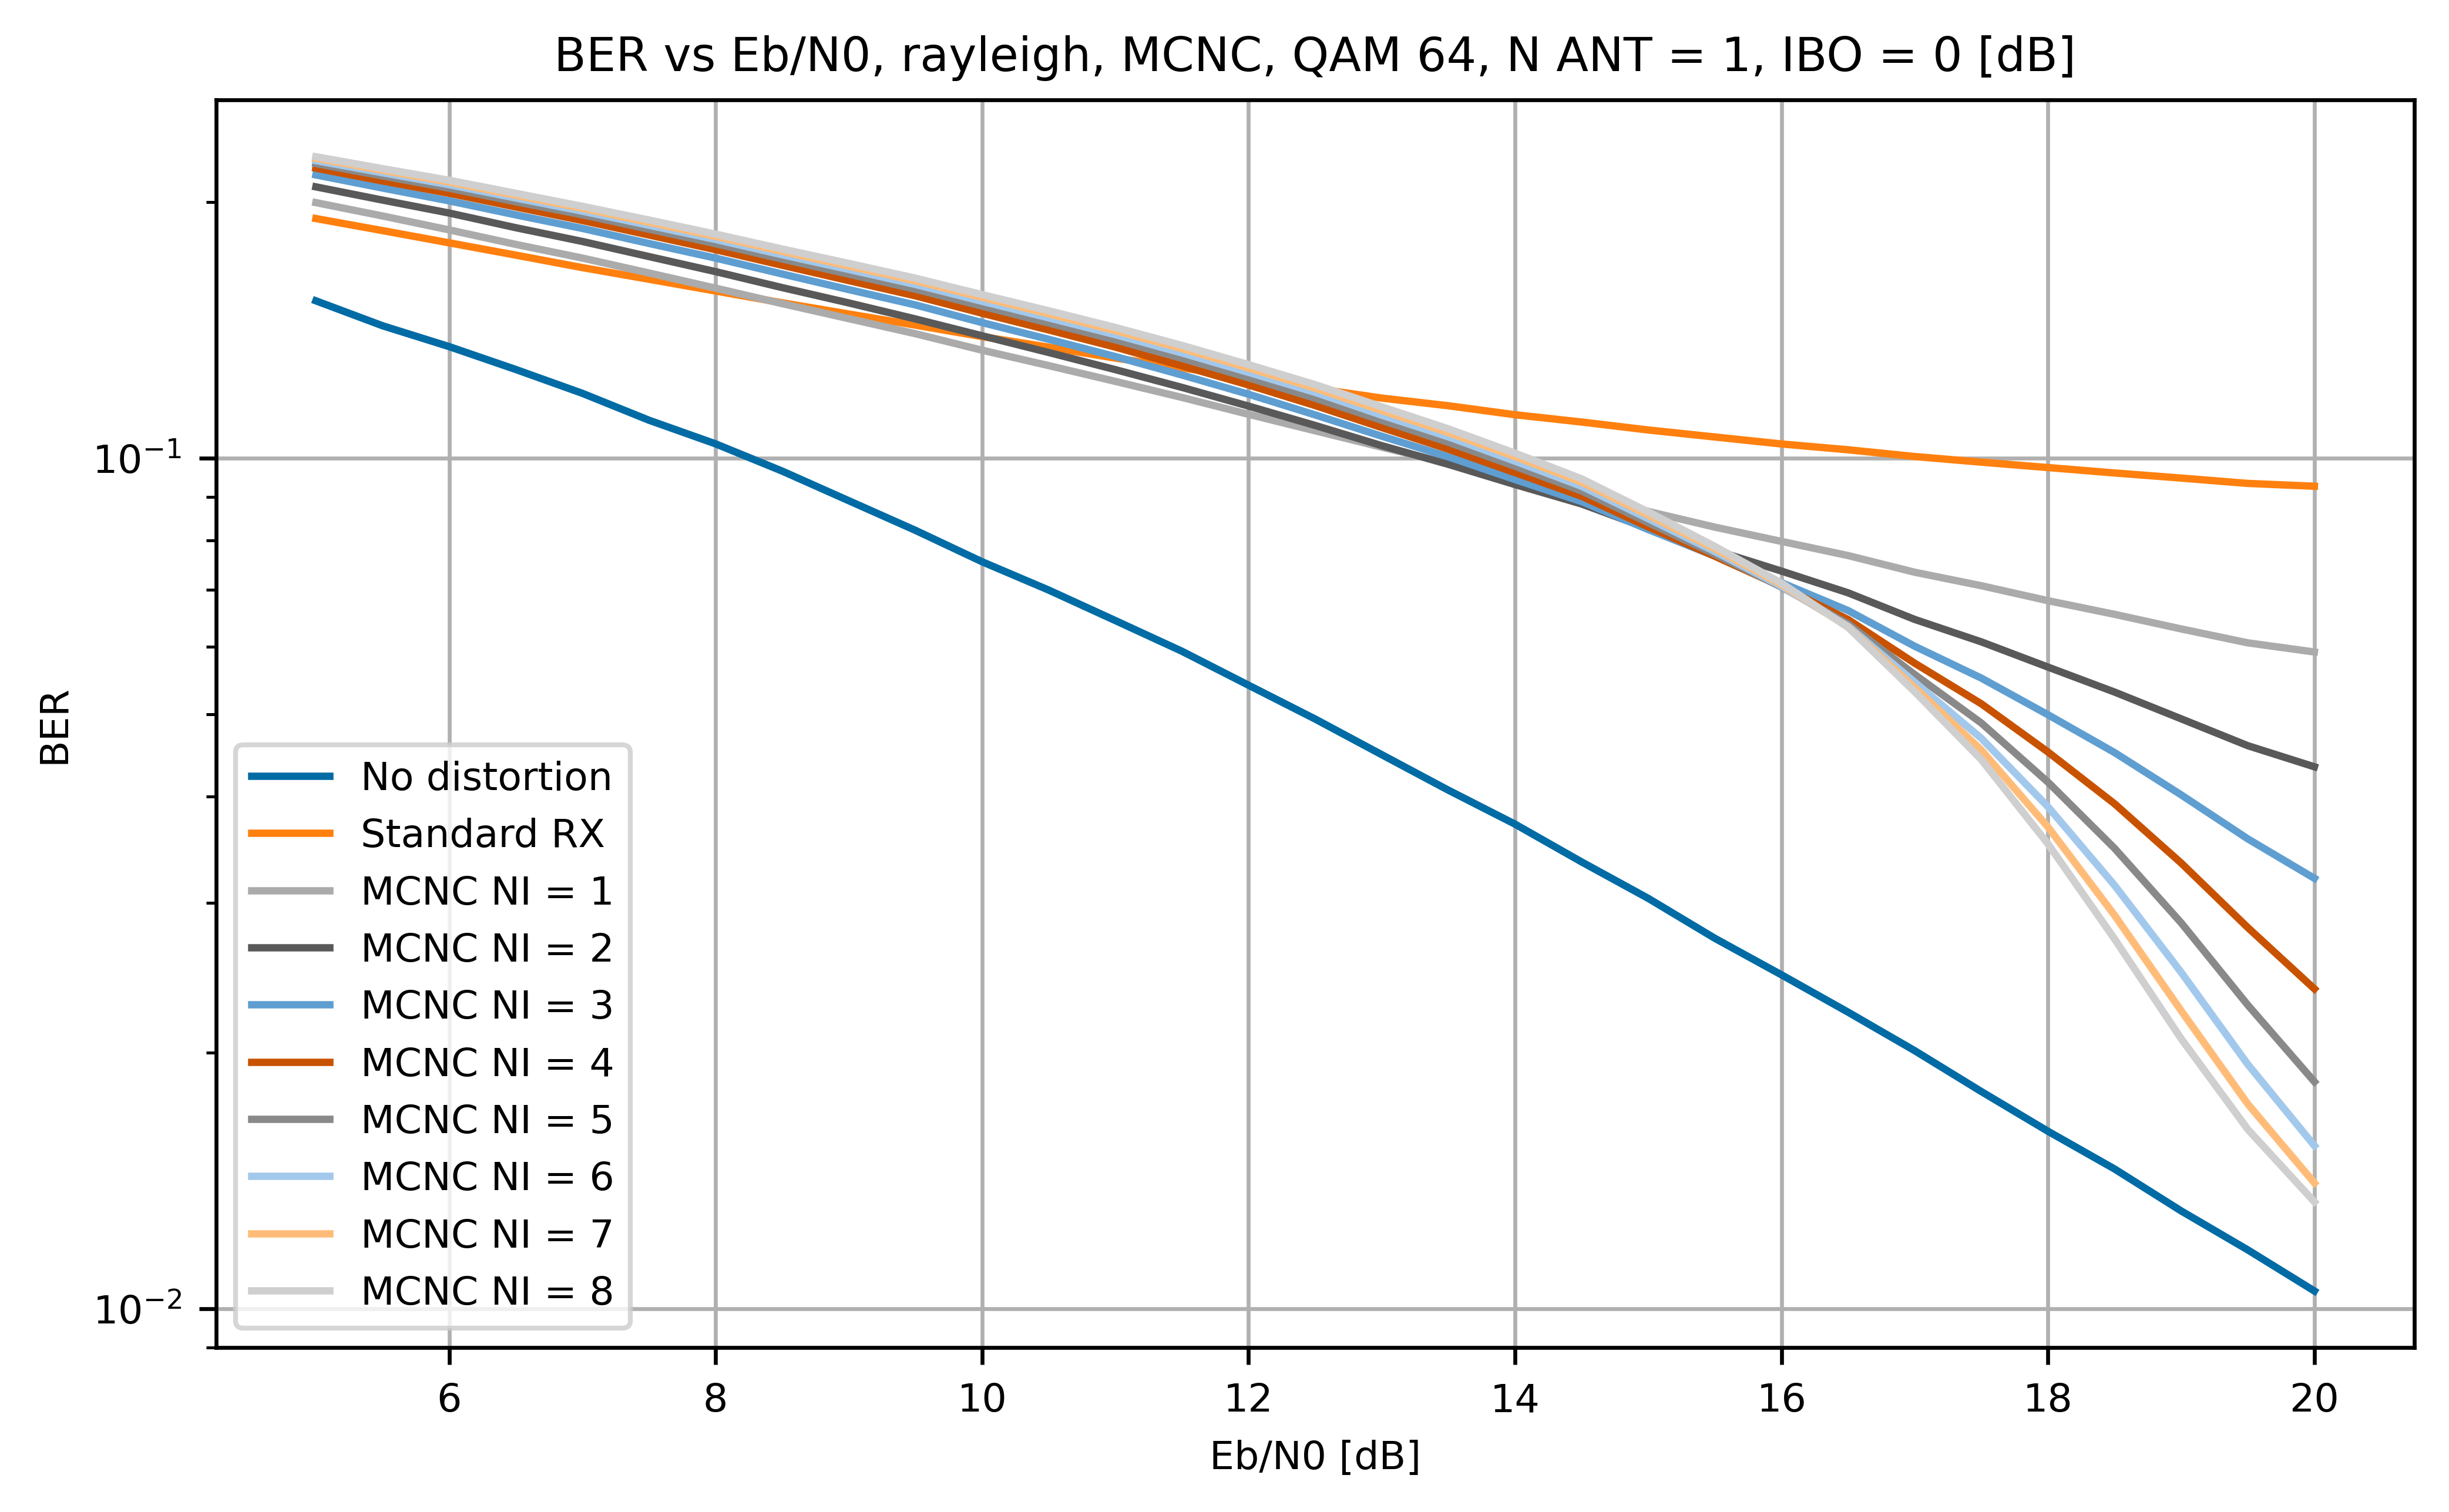 BER vs Eb/N0, rayleigh, MCNC, QAM 64, N ANT = 1, IBO = 0 [dB]
BER
10⁻¹
10⁻²
No distortion
Standard RX
MCNC NI = 1
MCNC NI = 2
MCNC NI = 3
MCNC NI = 4
MCNC NI = 5
MCNC NI = 6
MCNC NI = 7
MCNC NI = 8
6 8 10 12 14 16 18 20
Eb/N0 [dB]